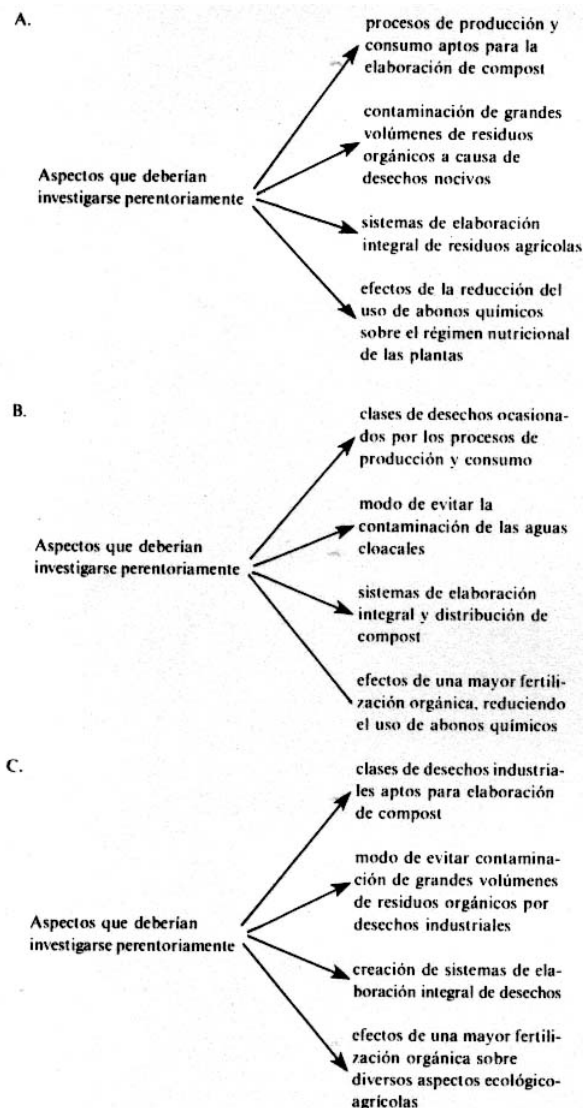 A.
procesos de producción y
consumo aptos para la
elaboración de compost
contaminación de grandes
volúmenes de residuos
orgánicos a causa de
desechos nocivos
Aspectos que deberían
investigarse perentoriamente
sistemas de elaboración
integral de residuos agrícolas
efectos de la reducción del
uso de abonos químicos
sobre el régimen nutricional
de las plantas
B.
clases de desechos ocasiona-
dos por los procesos de
producción y consumo
modo de evitar la
contaminación de las aguas
cloacales
Aspectos que deberían
investigarse perentoriamente
sistemas de elaboración
integral y distribución de
compost
efectos de una mayor fertili-
zación orgánica, reduciendo
el uso de abonos químicos
C.
clases de desechos industria-
les aptos para elaboración
de compost
modo de evitar contamina-
ción de grandes volúmenes
de residuos orgánicos por
desechos industriales
Aspectos que deberían
investigarse perentoriamente
creación de sistemas de ela-
boración integral de desechos
efectos de una mayor fertili-
zación orgánica sobre
diversos aspectos ecológico-
agrícolas